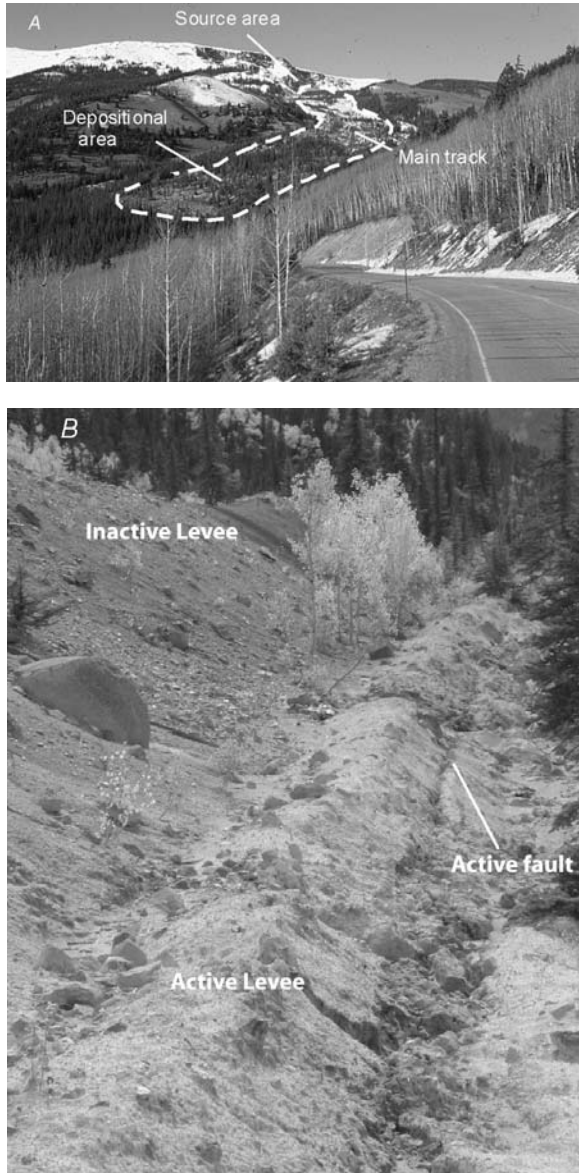 A
Source area
Depositional
area
Main track
B
Inactive Levee
Active fault
Active Levee